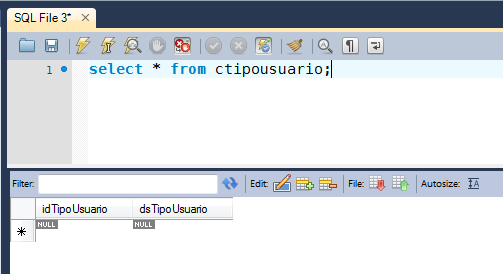 SQL File 3*
1 select * from ctipousuario;
Filter: Edit: File: Autosize:
idTipoUsuario dsTipoUsuario
NULL NULL